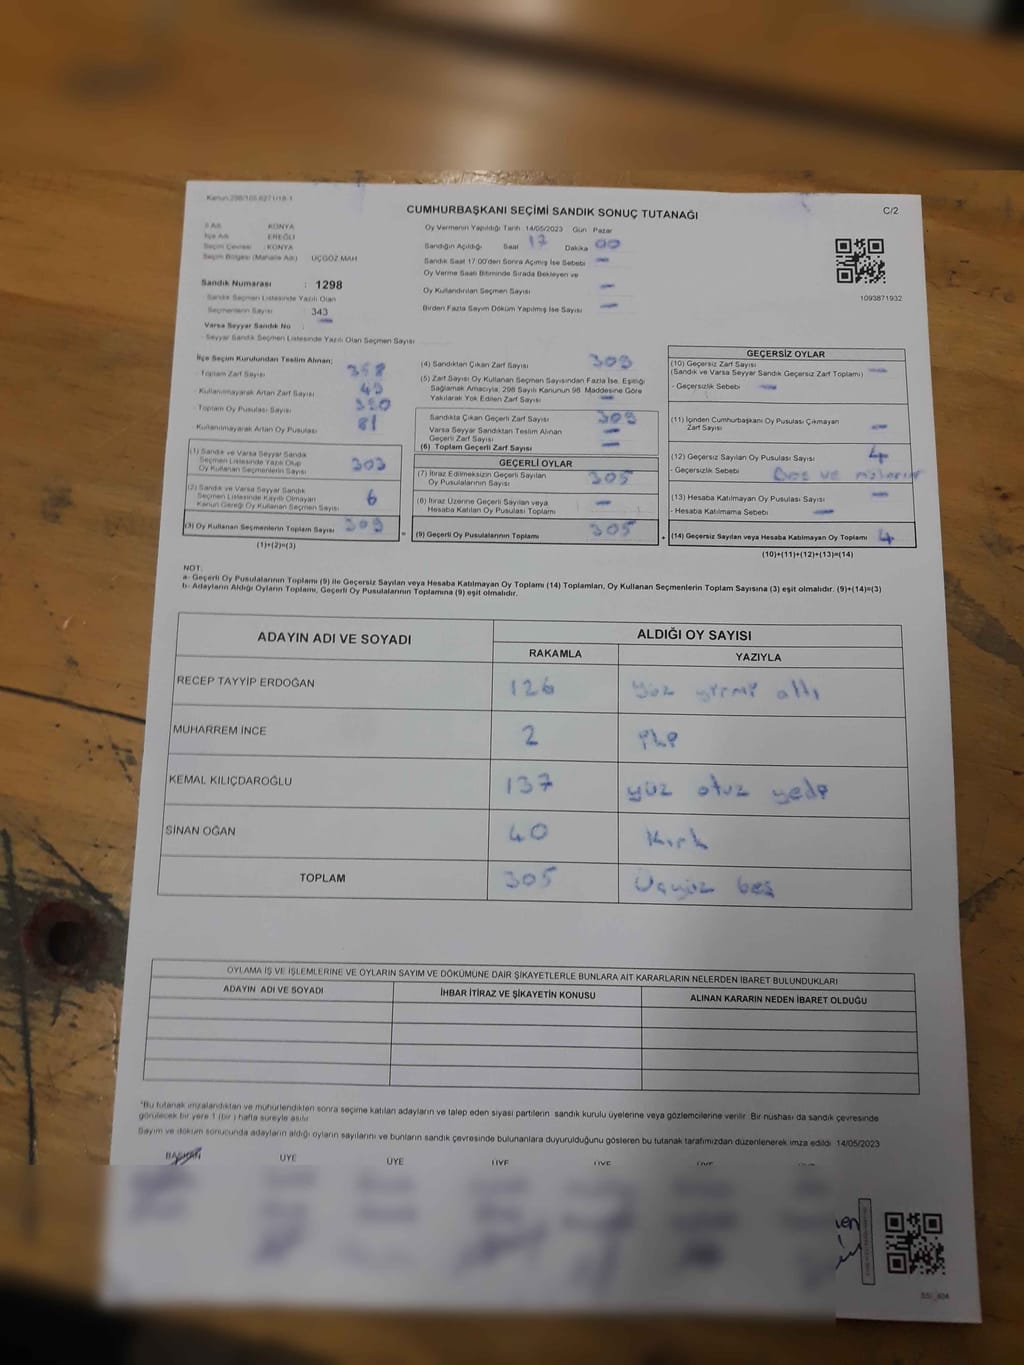 Kanun:298/105,6271/18-1
CUMHURBAŞKANI SEÇİMİ SANDIK SONUÇ TUTANAĞI
C/2
İl Adı : KONYA
İlçe Adı : EREĞLİ
Seçim Çevresi : KONYA
Seçim Bölgesi (Mahalle Adı) : ÜÇGÖZ MAH
Sandık Numarası : 1298
Sandık Seçmen Listesinde Yazılı Olan
Seçmenlerin Sayısı : 343
Varsa Seyyar Sandık No :
Seyyar Sandık Seçmen Listesinde Yazılı Olan Seçmen Sayısı
Oy Vermenin Yapıldığı Tarih 14/05/2023 Gün Pazar
Sandığın Açıldığı Saat 17 Dakika 00
Sandık Saat 17:00'den Sonra Açılmış İse Sebebi —
Oy Verme Saati Bitiminde Sırada Bekleyen ve
Oy Kullandırılan Seçmen Sayısı —
Birden Fazla Sayım Döküm Yapılmış İse Sayısı —
1093871932
İlçe Seçim Kurulundan Teslim Alınan;
Toplam Zarf Sayısı 358
Kullanılmayarak Artan Zarf Sayısı 49
Toplam Oy Pusulası Sayısı
Kullanılmayarak Artan Oy Pusulası 81
(1) Sandık ve Varsa Seyyar Sandık
Seçmen Listesinde Yazılı Olup
Oy Kullanan Seçmenlerin Sayısı 303
(2) Sandık ve Varsa Seyyar Sandık
Seçmen Listesinde Kayıtlı Olmayan
Kanun Gereği Oy Kullanan Seçmen Sayısı 6
(3) Oy Kullanan Seçmenlerin Toplam Sayısı 309
(1)+(2)=(3)
(4) Sandıktan Çıkan Zarf Sayısı 309
(5) Zarf Sayısı Oy Kullanan Seçmen Sayısından Fazla İse, Eşitliği
Sağlamak Amacıyla, 298 Sayılı Kanunun 98. Maddesine Göre
Yakılarak Yok Edilen Zarf Sayısı —
Sandıkta Çıkan Geçerli Zarf Sayısı 309
Varsa Seyyar Sandıktan Teslim Alınan
Geçerli Zarf Sayısı —
(6) Toplam Geçerli Zarf Sayısı —
GEÇERLİ OYLAR
(7) İtiraz Edilmeksizin Geçerli Sayılan
Oy Pusulalarının Sayısı 305
(8) İtiraz Üzerine Geçerli Sayılan veya
Hesaba Katılan Oy Pusulası Toplamı —
= (9) Geçerli Oy Pusulalarının Toplamı 305
GEÇERSİZ OYLAR
(10) Geçersiz Zarf Sayısı
(Sandık ve Varsa Seyyar Sandık Geçersiz Zarf Toplamı) —
- Geçersizlik Sebebi —
(11) İçinden Cumhurbaşkanı Oy Pusulası Çıkmayan
Zarf Sayısı —
(12) Geçersiz Sayılan Oy Pusulası Sayısı 4
- Geçersizlik Sebebi Boş ve
(13) Hesaba Katılmayan Oy Pusulası Sayısı —
- Hesaba Katılmama Sebebi —
+ (14) Geçersiz Sayılan veya Hesaba Katılmayan Oy Toplamı 4
(10)+(11)+(12)+(13)=(14)
NOT:
a- Geçerli Oy Pusulalarının Toplamı (9) ile Geçersiz Sayılan veya Hesaba Katılmayan Oy Toplamı (14) Toplamları, Oy Kullanan Seçmenlerin Toplam Sayısına (3) eşit olmalıdır. (9)+(14)=(3)
b- Adayların Aldığı Oyların Toplamı, Geçerli Oy Pusulalarının Toplamına (9) eşit olmalıdır.
ADAYIN ADI VE SOYADI
ALDIĞI OY SAYISI
RAKAMLA YAZIYLA
RECEP TAYYİP ERDOĞAN 126 yüz yirmi altı
MUHARREM İNCE 2 iki
KEMAL KILIÇDAROĞLU 137 yüz otuz yedi
SİNAN OĞAN 40 Kırk
TOPLAM 305 Üçyüz beş
OYLAMA İŞ VE İŞLEMLERİNE VE OYLARIN SAYIM VE DÖKÜMÜNE DAİR ŞİKAYETLERLE BUNLARA AİT KARARLARIN NELERDEN İBARET BULUNDUKLARI
ADAYIN ADI VE SOYADI İHBAR İTİRAZ VE ŞİKAYETİN KONUSU ALINAN KARARIN NEDEN İBARET OLDUĞU
*Bu tutanak imzalandıktan ve mühürlendikten sonra seçime katılan adayların ve talep eden siyasi partilerin sandık kurulu üyelerine veya gözlemcilerine verilir. Bir nüshası da sandık çevresinde
görülecek bir yere 1 (bir) hafta süreyle asılır.
Sayım ve döküm sonucunda adayların aldığı oyların sayılarını ve bunların sandık çevresinde bulunanlara duyurulduğunu gösteren bu tutanak tarafımızdan düzenlenerek imza edildi. 14/05/2023
BAŞKAN ÜYE ÜYE ÜYE ÜYE ÜYE